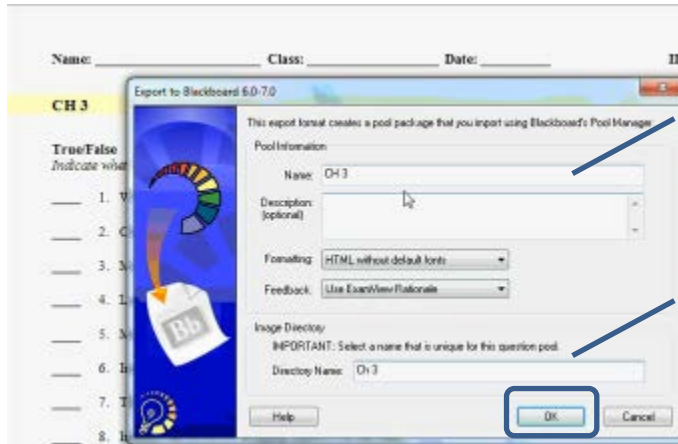 Name: Class: Date: II
Export to Blackboard 6.0-7.0
CH 3
This export format creates a pool package that you import using Blackboard's Pool Manager
True/False
Pool Information
Indicate what
Name: CH 3
1.
Description:
(optional)
2.
3.
Formatting: HTML without default fonts
4.
Feedback: Use ExamView Rationale
5.
Bb
Image Directory
IMPORTANT: Select a name that is unique for this question pool.
6.
Directory Name: Ch 3
7.
Help OK Cancel
8.